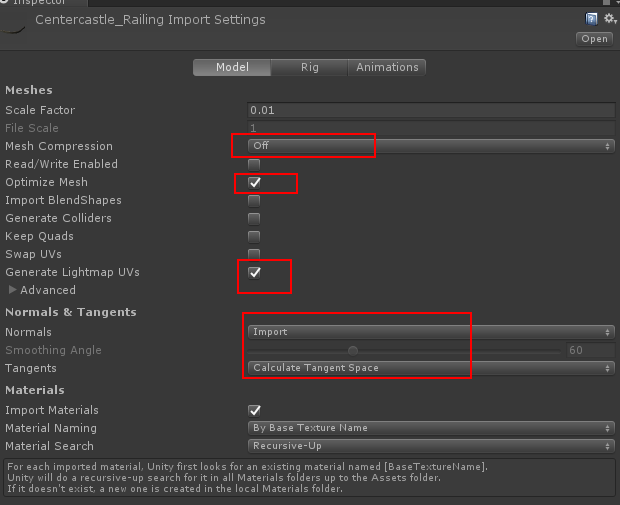 Inspector
Centercastle_Railing Import Settings
Open
Model Rig Animations
Meshes
Scale Factor 0.01
File Scale 1
Mesh Compression Off
Read/Write Enabled
Optimize Mesh
Import BlendShapes
Generate Colliders
Keep Quads
Swap UVs
Generate Lightmap UVs
Advanced
Normals & Tangents
Normals Import
Smoothing Angle 60
Tangents Calculate Tangent Space
Materials
Import Materials
Material Naming By Base Texture Name
Material Search Recursive-Up
For each imported material, Unity first looks for an existing material named [BaseTextureName].
Unity will do a recursive-up search for it in all Materials folders up to the Assets folder.
If it doesn't exist, a new one is created in the local Materials folder.